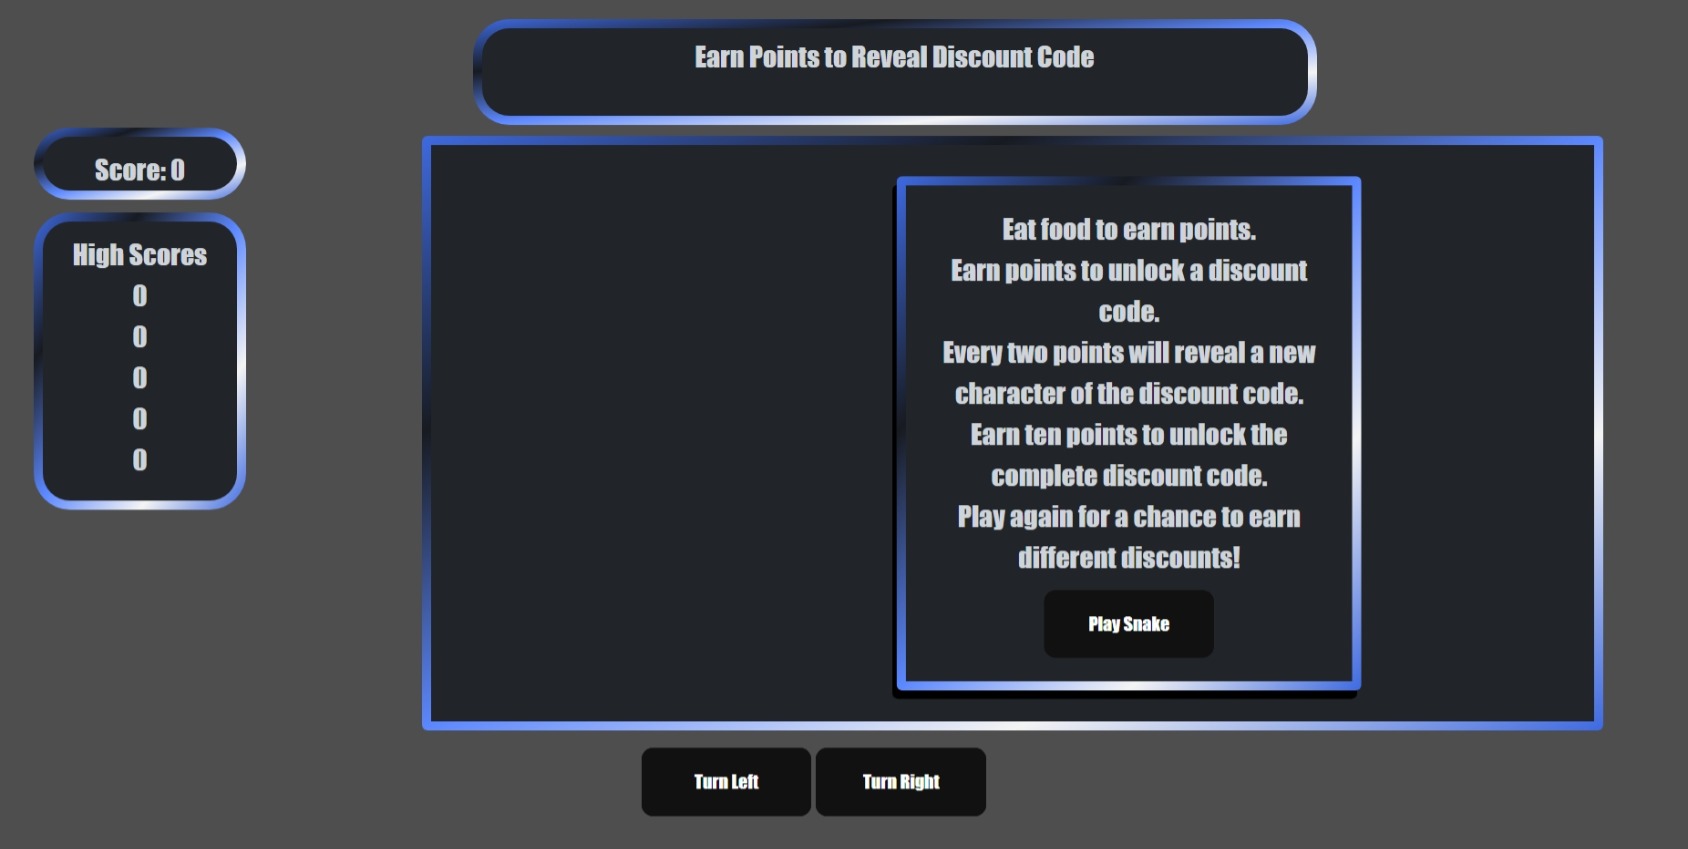 Earn Points to Reveal Discount Code
Score: 0
High Scores
0
0
0
0
0
Eat food to earn points.
Earn points to unlock a discount
code.
Every two points will reveal a new
character of the discount code.
Earn ten points to unlock the
complete discount code.
Play again for a chance to earn
different discounts!
Play Snake
Turn Left
Turn Right